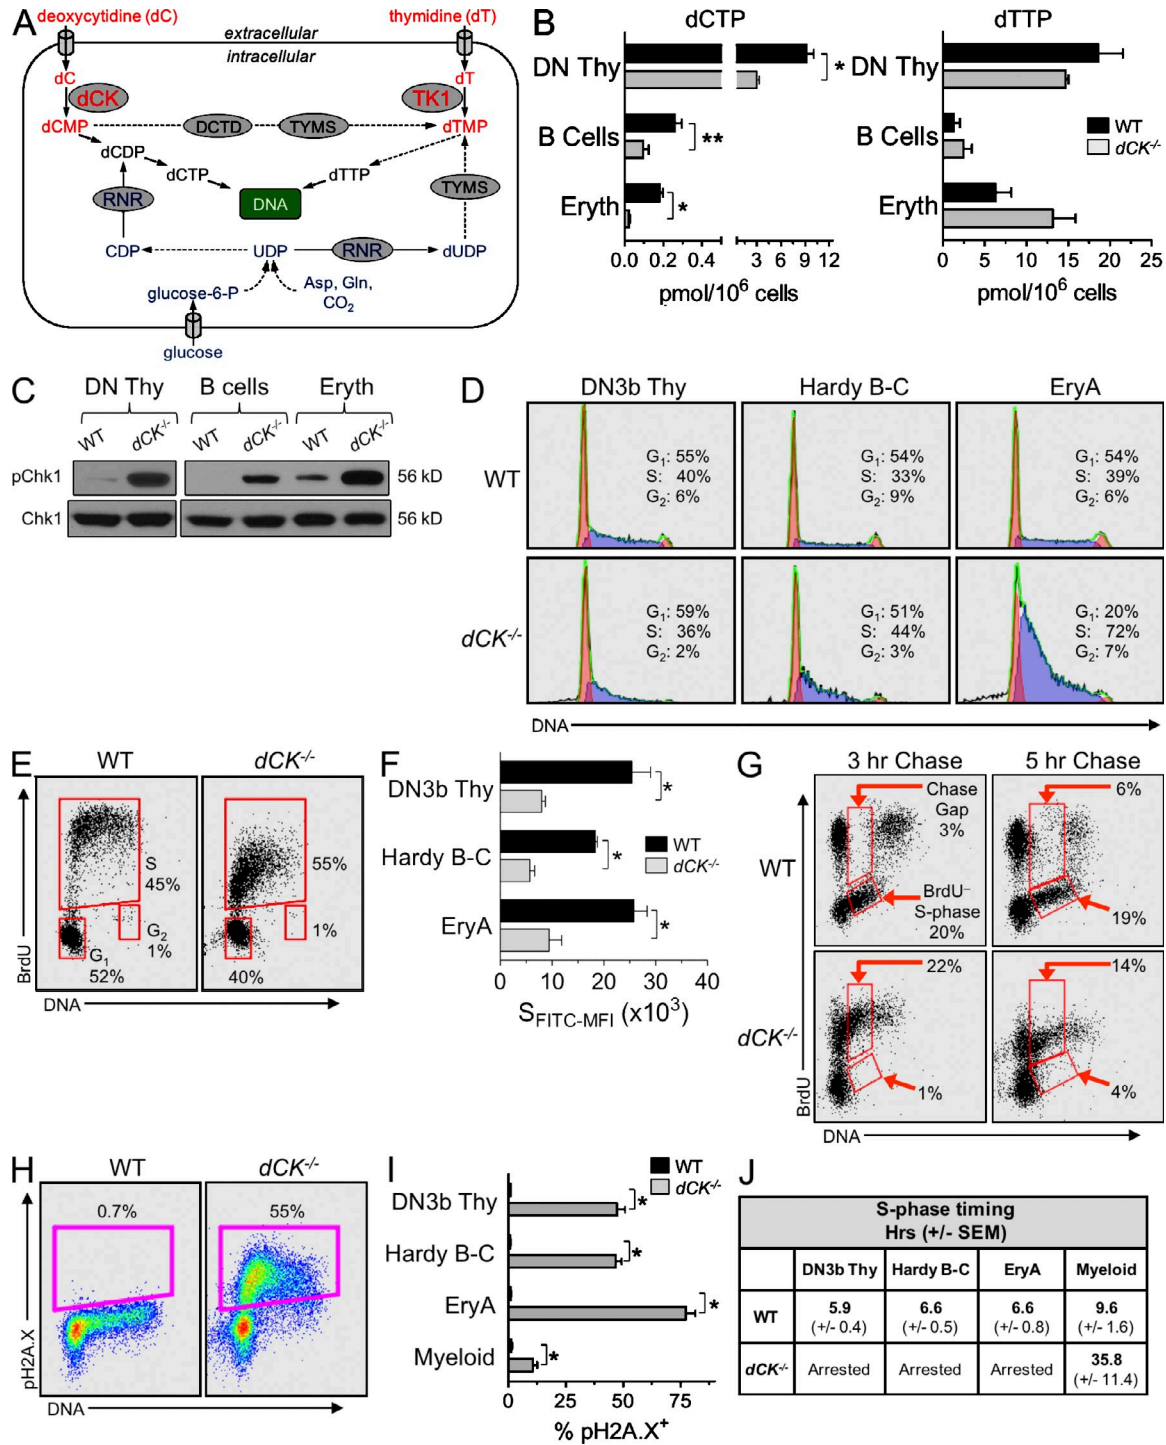 A
deoxycytidine (dC)
thymidine (dT)
extracellular
intracellular
dC
dT
dCK
TK1
dCMP
DCTD
TYMS
dTMP
dCDP
dCTP
dTTP
TYMS
RNR
DNA
CDP
UDP
RNR
dUDP
glucose-6-P
Asp, Gln,
CO2
glucose
B
dCTP
dTTP
DN Thy
*
DN Thy
B Cells
**
B Cells
WT
dCK-/-
Eryth
*
Eryth
0.0 0.2 0.4 3 6 9 12
0 5 10 15 20 25
pmol/10^6 cells
pmol/10^6 cells
C
DN Thy
B cells
Eryth
WT dCK-/- WT dCK-/- WT dCK-/-
pChk1
56 kD
Chk1
56 kD
D
DN3b Thy
Hardy B-C
EryA
WT
G1: 55%
S: 40%
G2: 6%
G1: 54%
S: 33%
G2: 9%
G1: 54%
S: 39%
G2: 6%
dCK-/-
G1: 59%
S: 36%
G2: 2%
G1: 51%
S: 44%
G2: 3%
G1: 20%
S: 72%
G2: 7%
DNA
E
WT
dCK-/-
BrdU
S
45%
G2
1%
G1
52%
55%
1%
40%
DNA
F
DN3b Thy
*
Hardy B-C
*
WT
dCK-/-
EryA
*
0 10 20 30 40
SFITC-MFI (x10^3)
G
3 hr Chase
5 hr Chase
WT
Chase
Gap
3%
BrdU–
S-phase
20%
6%
19%
dCK-/-
22%
1%
14%
4%
BrdU
DNA
H
WT
dCK-/-
0.7%
55%
pH2A.X
DNA
I
WT
dCK-/-
DN3b Thy
*
Hardy B-C
*
EryA
*
Myeloid
*
0 25 50 75
% pH2A.X+
J
S-phase timing
Hrs (+/- SEM)
DN3b Thy Hardy B-C EryA Myeloid
WT 5.9 6.6 6.6 9.6
(+/- 0.4) (+/- 0.5) (+/- 0.8) (+/- 1.6)
dCK-/- Arrested Arrested Arrested 35.8
(+/- 11.4)